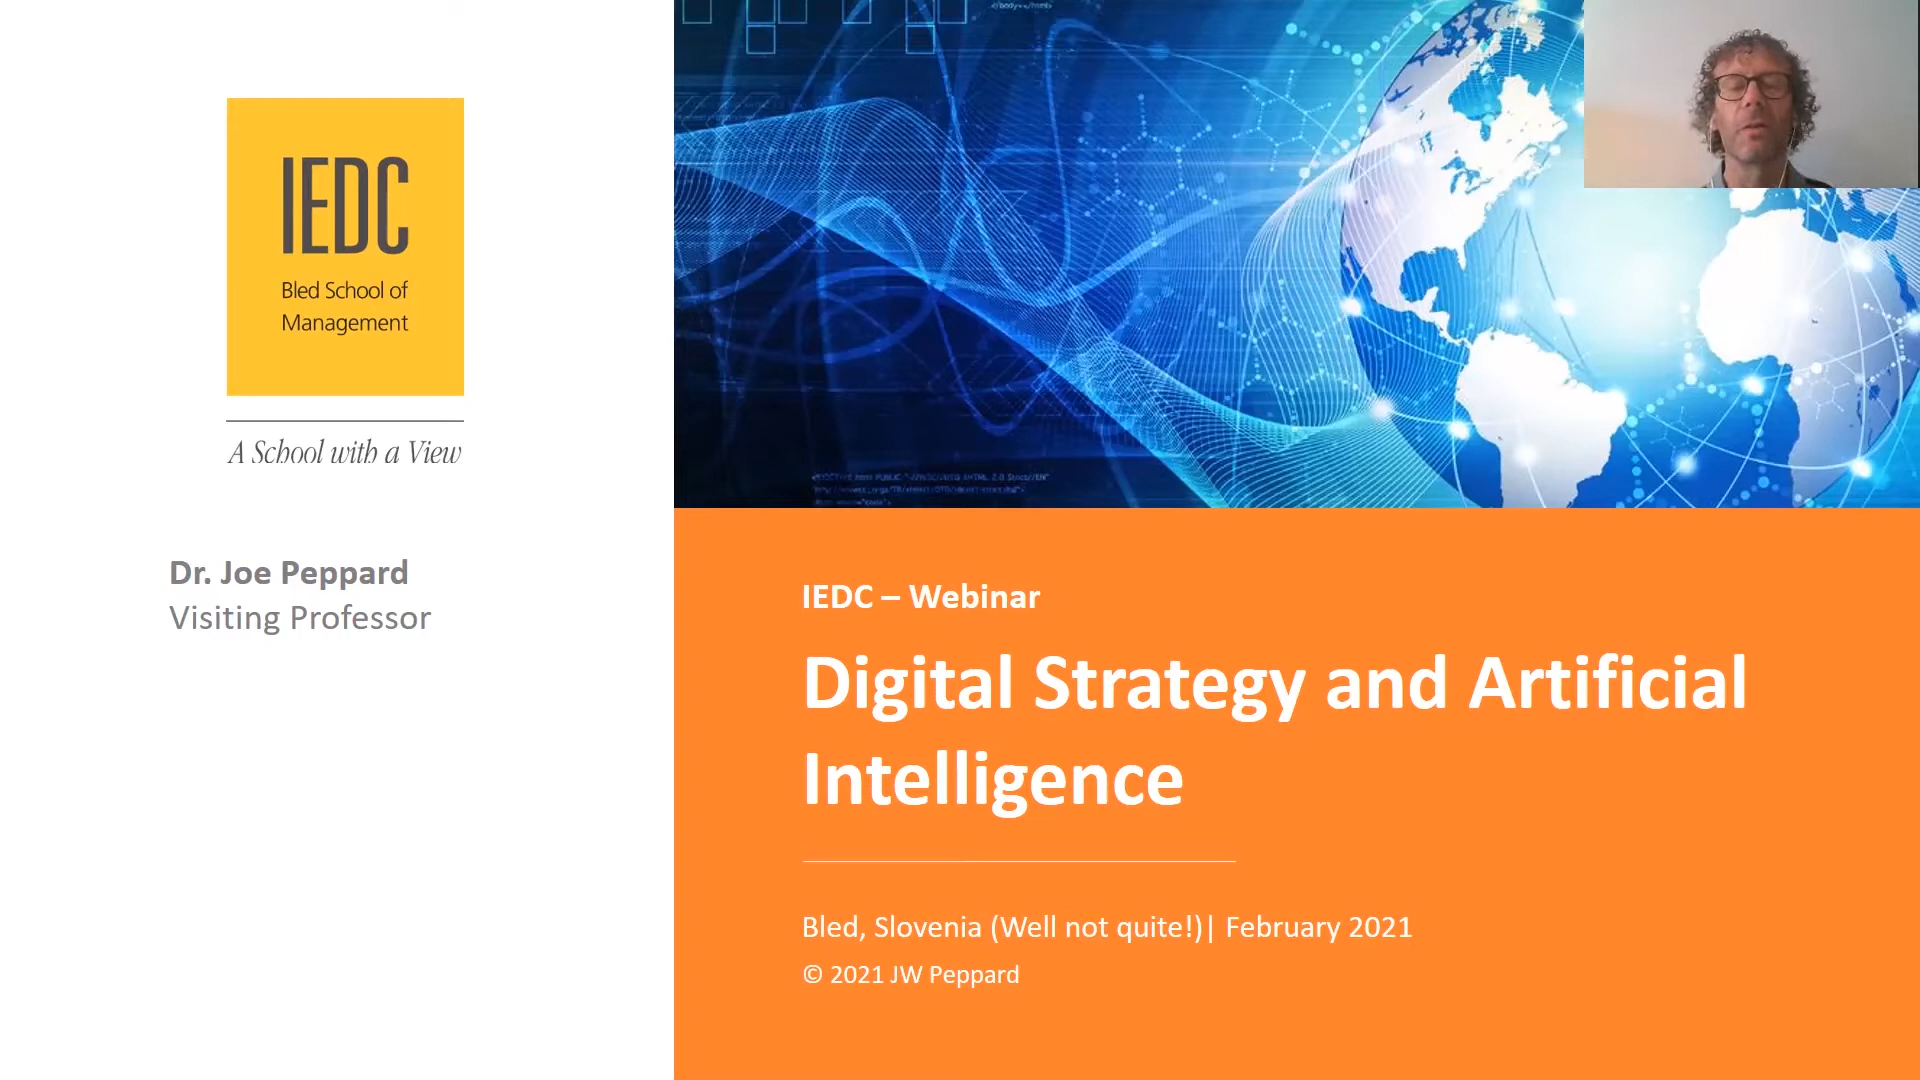 IEDC
Bled School of
Management
A School with a View
Dr. Joe Peppard
Visiting Professor
IEDC – Webinar
Digital Strategy and Artificial
Intelligence
Bled, Slovenia (Well not quite!)| February 2021
© 2021 JW Peppard